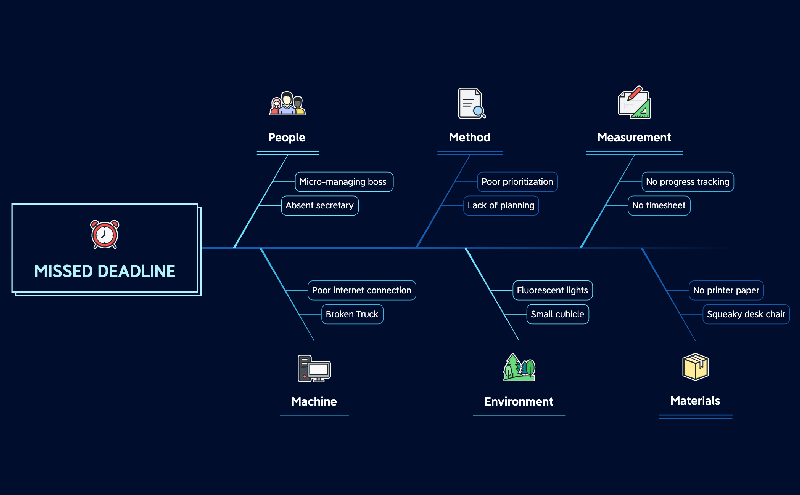 People
Method
Measurement
Micro-managing boss
Poor prioritization
No progress tracking
Absent secretary
Lack of planning
No timesheet
MISSED DEADLINE
Poor internet connection
Fluorescent lights
No printer paper
Broken Truck
Small cubicle
Squeaky desk chair
Machine
Environment
Materials